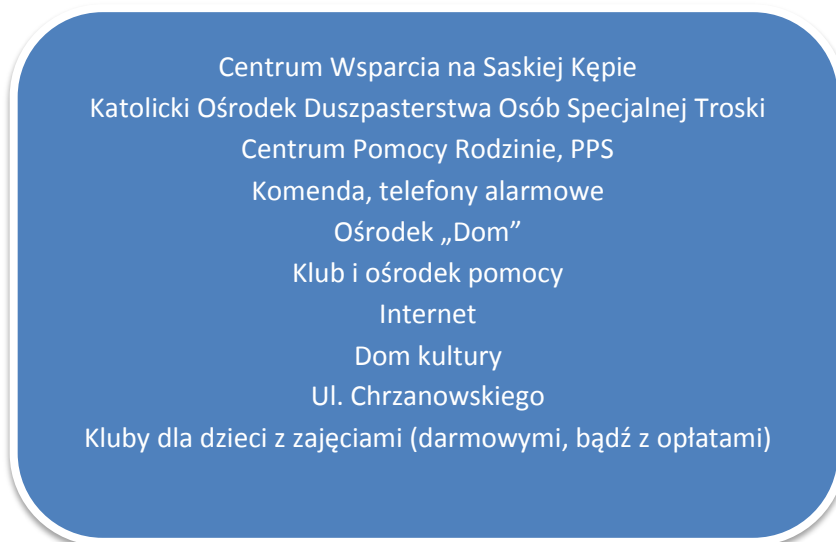 Centrum Wsparcia na Saskiej Kępie
Katolicki Ośrodek Duszpasterstwa Osób Specjalnej Troski
Centrum Pomocy Rodzinie, PPS
Komenda, telefony alarmowe
Ośrodek „Dom”
Klub i ośrodek pomocy
Internet
Dom kultury
Ul. Chrzanowskiego
Kluby dla dzieci z zajęciami (darmowymi, bądź z opłatami)